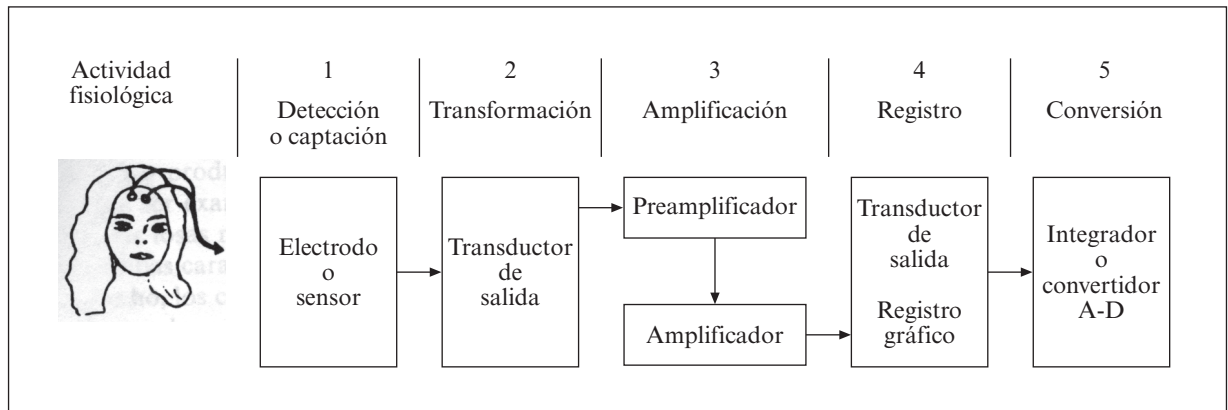 Actividad
fisiológica
1
Detección
o captación
2
Transformación
3
Amplificación
4
Registro
5
Conversión
Electrodo
o
sensor
Transductor
de
salida
Preamplificador
Amplificador
Transductor
de
salida
Registro
gráfico
Integrador
o
convertidor
A-D